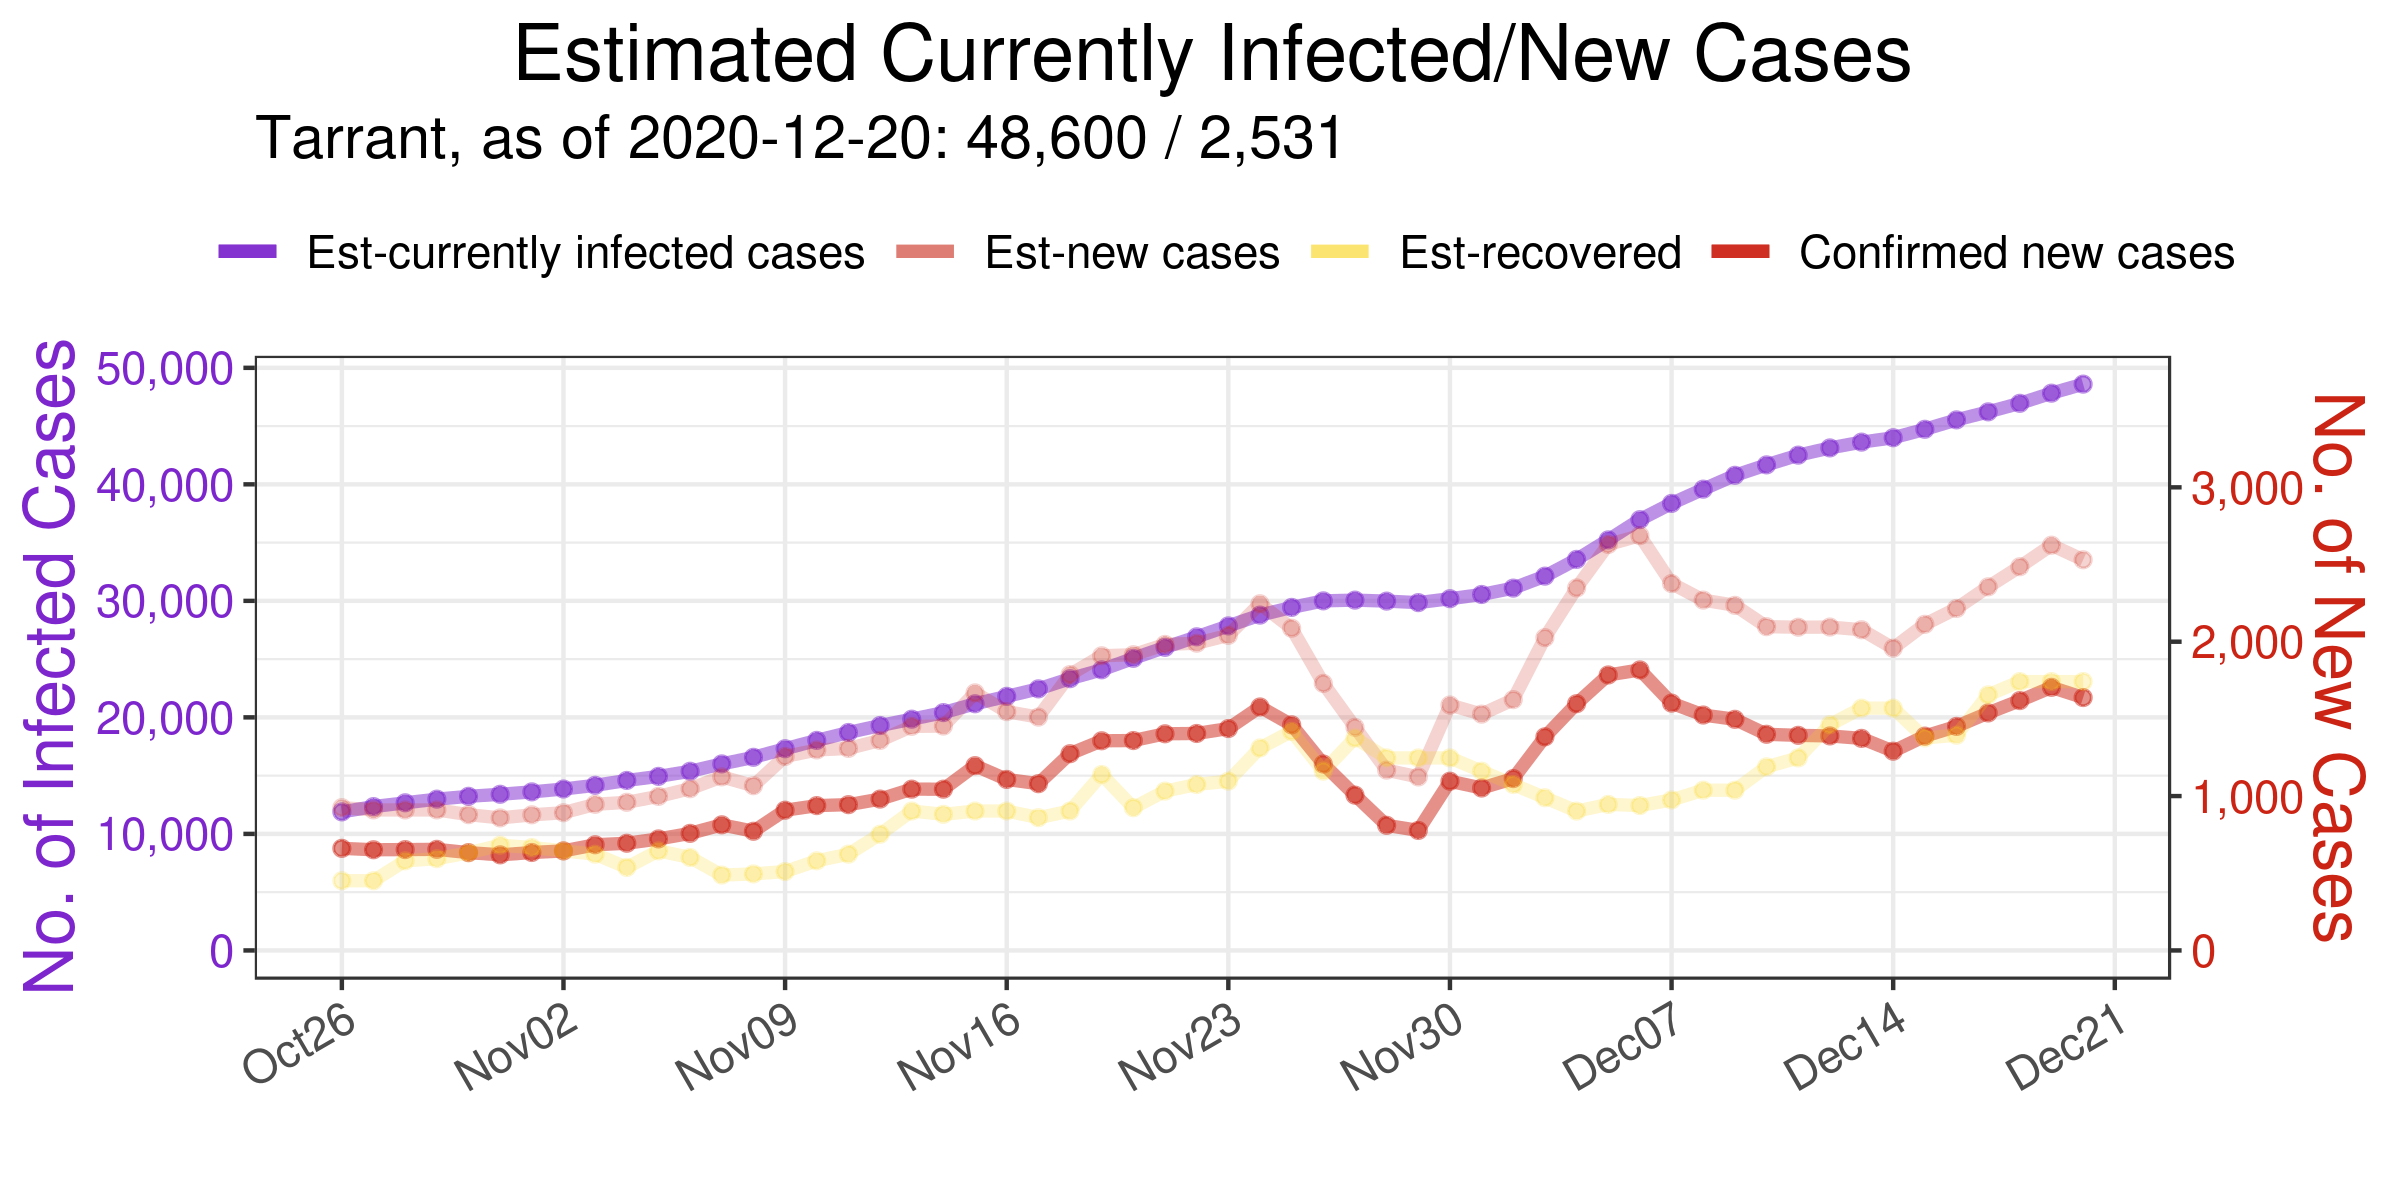 Estimated Currently Infected/New Cases
Tarrant, as of 2020-12-20: 48,600 / 2,531
Est-currently infected cases Est-new cases Est-recovered Confirmed new cases
No. of Infected Cases
50,000
40,000
30,000
20,000
10,000
0
3,000
2,000
1,000
0
No. of New Cases
Oct26 Nov02 Nov09 Nov16 Nov23 Nov30 Dec07 Dec14 Dec21